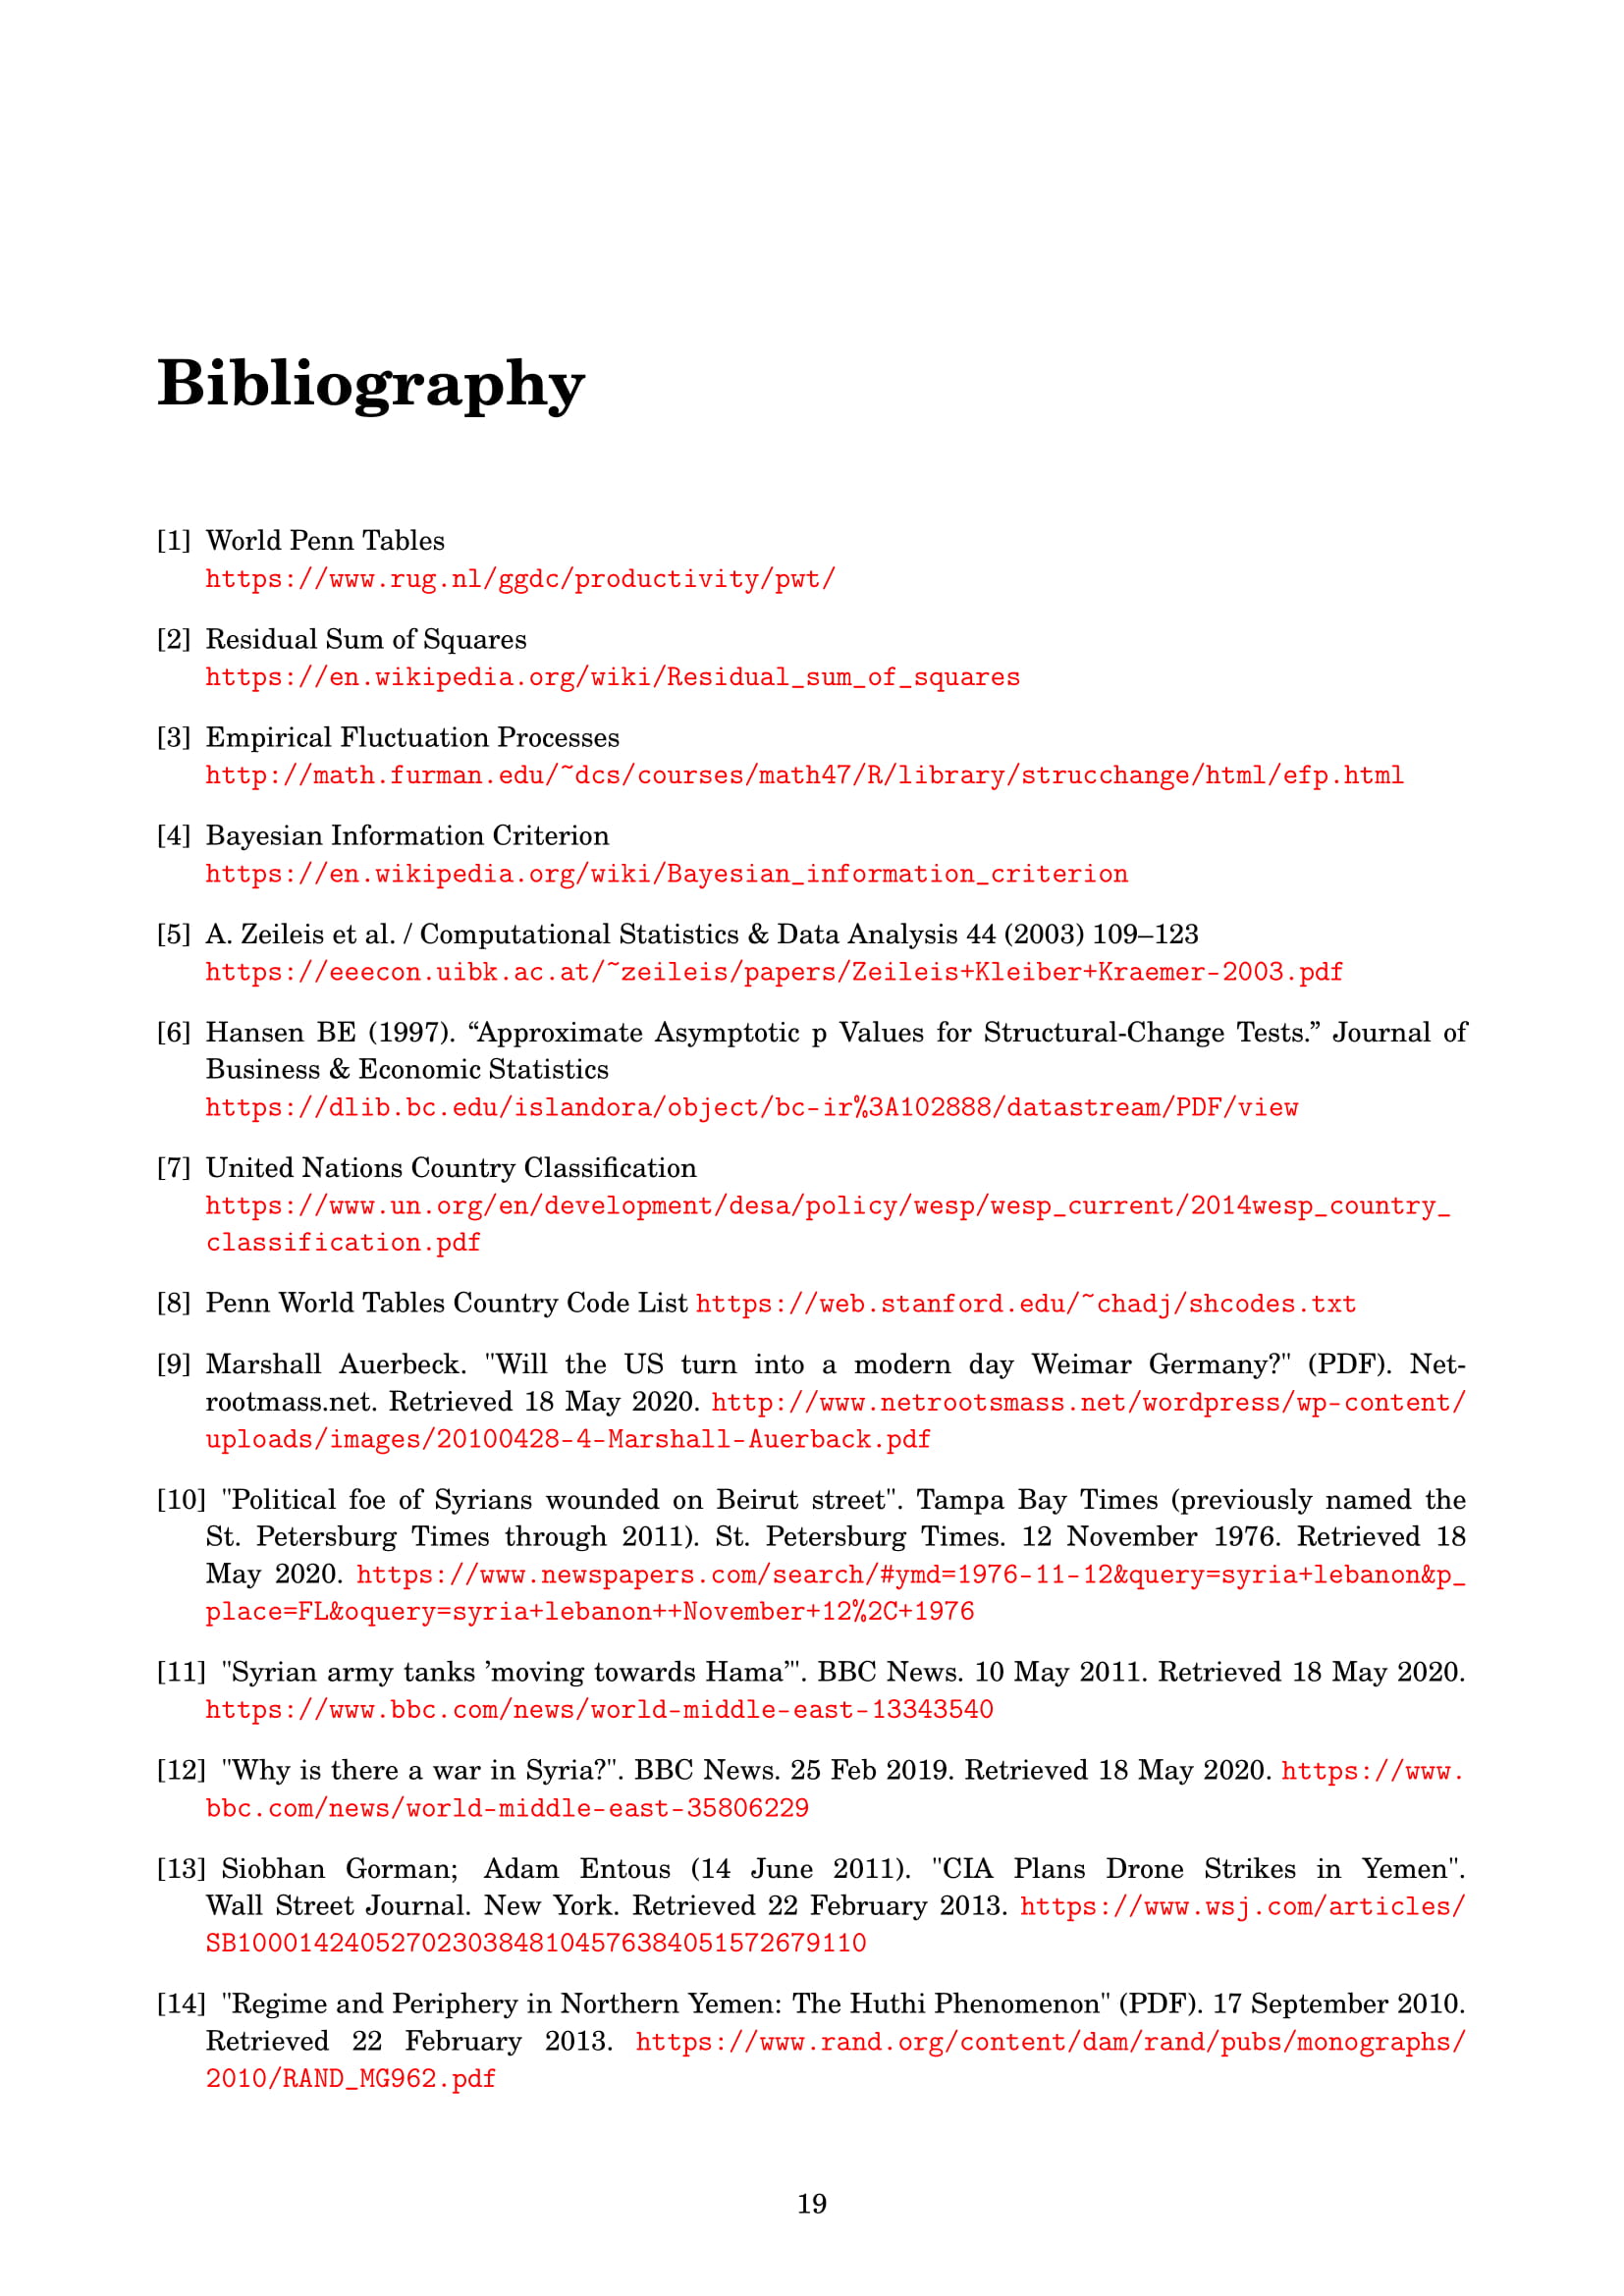 Bibliography
[1] World Penn Tables
https://www.rug.nl/ggdc/productivity/pwt/
[2] Residual Sum of Squares
https://en.wikipedia.org/wiki/Residual_sum_of_squares
[3] Empirical Fluctuation Processes
http://math.furman.edu/~dcs/courses/math47/R/library/strucchange/html/efp.html
[4] Bayesian Information Criterion
https://en.wikipedia.org/wiki/Bayesian_information_criterion
[5] A. Zeileis et al. / Computational Statistics & Data Analysis 44 (2003) 109–123
https://eeecon.uibk.ac.at/~zeileis/papers/Zeileis+Kleiber+Kraemer-2003.pdf
[6] Hansen BE (1997). “Approximate Asymptotic p Values for Structural-Change Tests.” Journal of
Business & Economic Statistics
https://dlib.bc.edu/islandora/object/bc-ir%3A102888/datastream/PDF/view
[7] United Nations Country Classification
https://www.un.org/en/development/desa/policy/wesp/wesp_current/2014wesp_country_
classification.pdf
[8] Penn World Tables Country Code List https://web.stanford.edu/~chadj/shcodes.txt
[9] Marshall Auerbeck. "Will the US turn into a modern day Weimar Germany?" (PDF). Net-
rootmass.net. Retrieved 18 May 2020. http://www.netrootsmass.net/wordpress/wp-content/
uploads/images/20100428-4-Marshall-Auerback.pdf
[10] "Political foe of Syrians wounded on Beirut street". Tampa Bay Times (previously named the
St. Petersburg Times through 2011). St. Petersburg Times. 12 November 1976. Retrieved 18
May 2020. https://www.newspapers.com/search/#ymd=1976-11-12&query=syria+lebanon&p_
place=FL&oquery=syria+lebanon++November+12%2C+1976
[11] "Syrian army tanks ’moving towards Hama’". BBC News. 10 May 2011. Retrieved 18 May 2020.
https://www.bbc.com/news/world-middle-east-13343540
[12] "Why is there a war in Syria?". BBC News. 25 Feb 2019. Retrieved 18 May 2020. https://www.
bbc.com/news/world-middle-east-35806229
[13] Siobhan Gorman; Adam Entous (14 June 2011). "CIA Plans Drone Strikes in Yemen".
Wall Street Journal. New York. Retrieved 22 February 2013. https://www.wsj.com/articles/
SB10001424052702303848104576384051572679110
[14] "Regime and Periphery in Northern Yemen: The Huthi Phenomenon" (PDF). 17 September 2010.
Retrieved 22 February 2013. https://www.rand.org/content/dam/rand/pubs/monographs/
2010/RAND_MG962.pdf
19